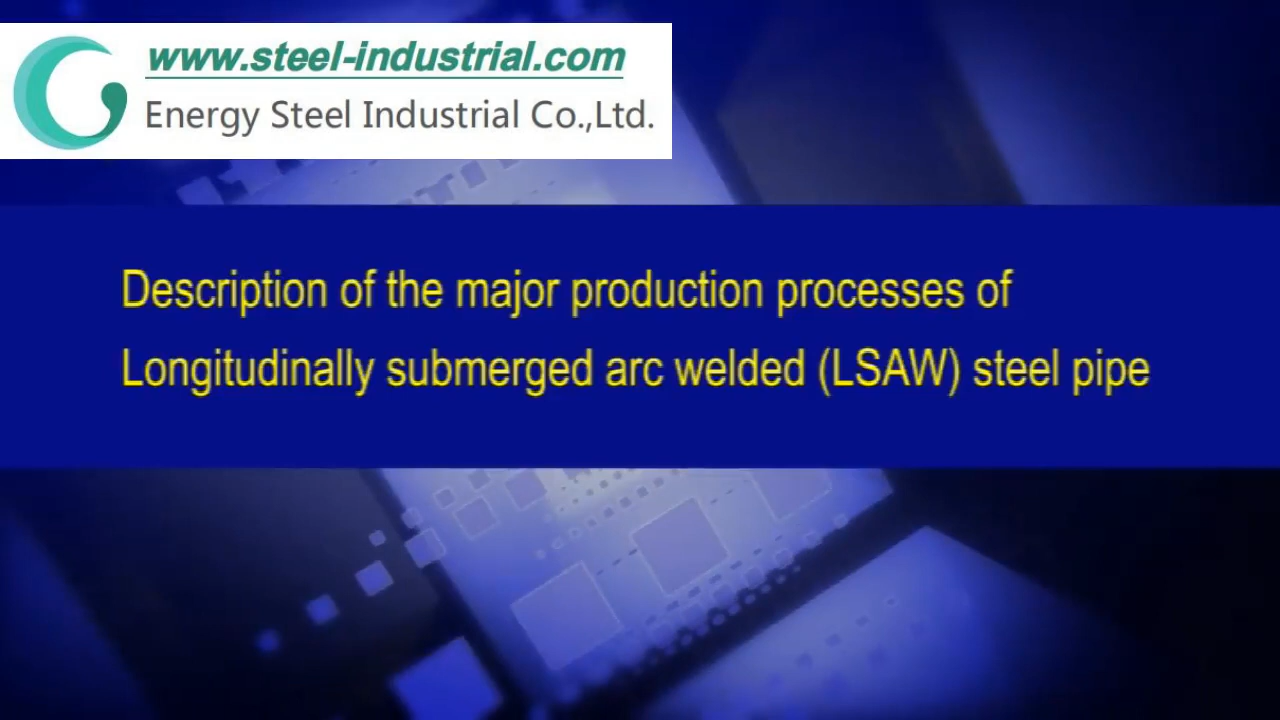 www.steel-industrial.com
Energy Steel Industrial Co.,Ltd.
Description of the major production processes of
Longitudinally submerged arc welded (LSAW) steel pipe